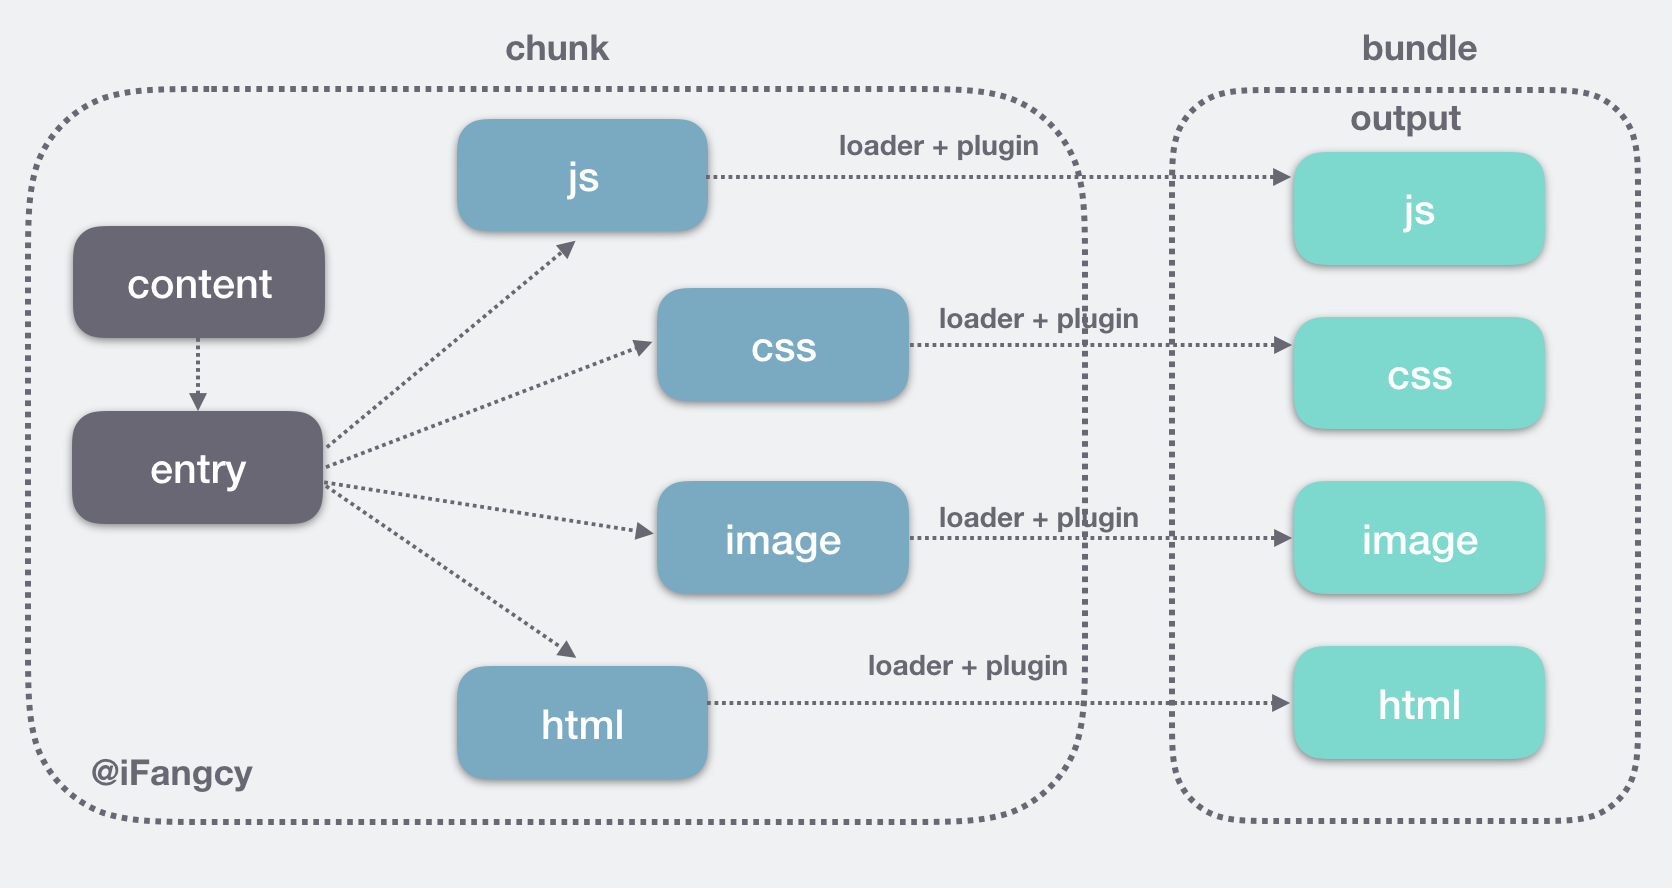 chunk
bundle
output
js
loader + plugin
js
content
css
loader + plugin
css
entry
image
loader + plugin
image
html
loader + plugin
html
@iFangcy